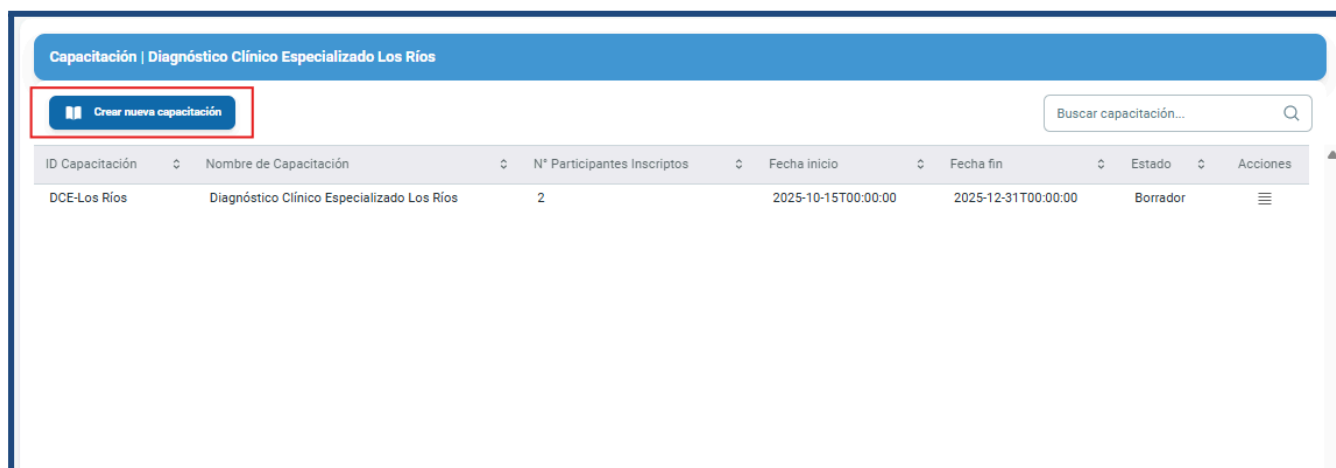 Capacitación | Diagnóstico Clínico Especializado Los Ríos
Crear nueva capacitación
Buscar capacitación...
ID Capacitación Nombre de Capacitación N° Participantes Inscriptos Fecha inicio Fecha fin Estado Acciones
DCE-Los Ríos Diagnóstico Clínico Especializado Los Ríos 2 2025-10-15T00:00:00 2025-12-31T00:00:00 Borrador